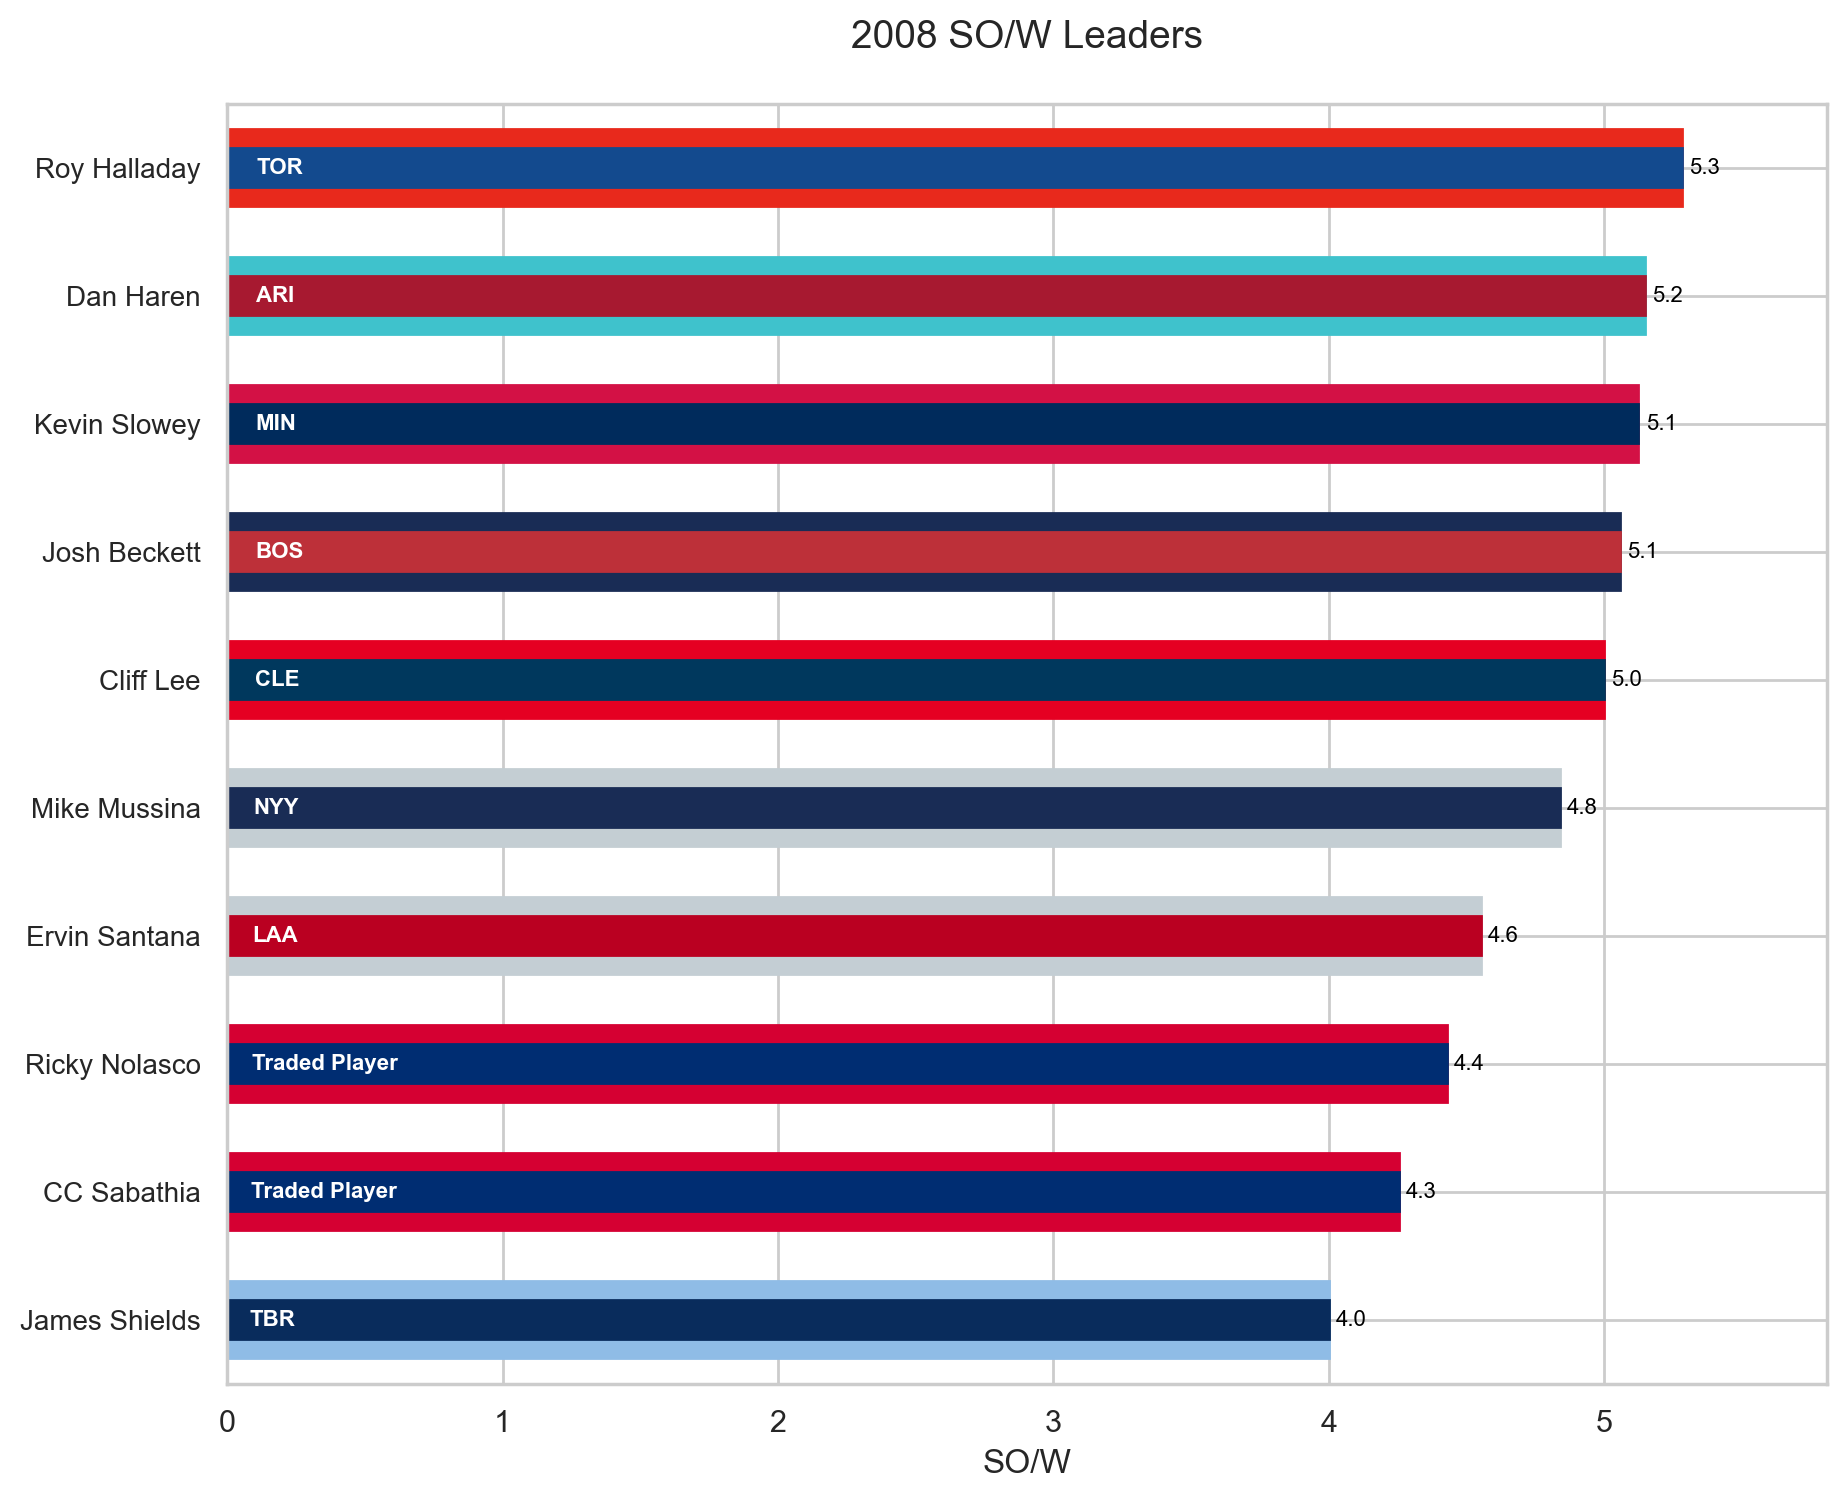 2008 SO/W Leaders
Roy Halladay TOR 5.3
Dan Haren ARI 5.2
Kevin Slowey MIN 5.1
Josh Beckett BOS 5.1
Cliff Lee CLE 5.0
Mike Mussina NYY 4.8
Ervin Santana LAA 4.6
Ricky Nolasco Traded Player 4.4
CC Sabathia Traded Player 4.3
James Shields TBR 4.0
0 1 2 3 4 5
SO/W